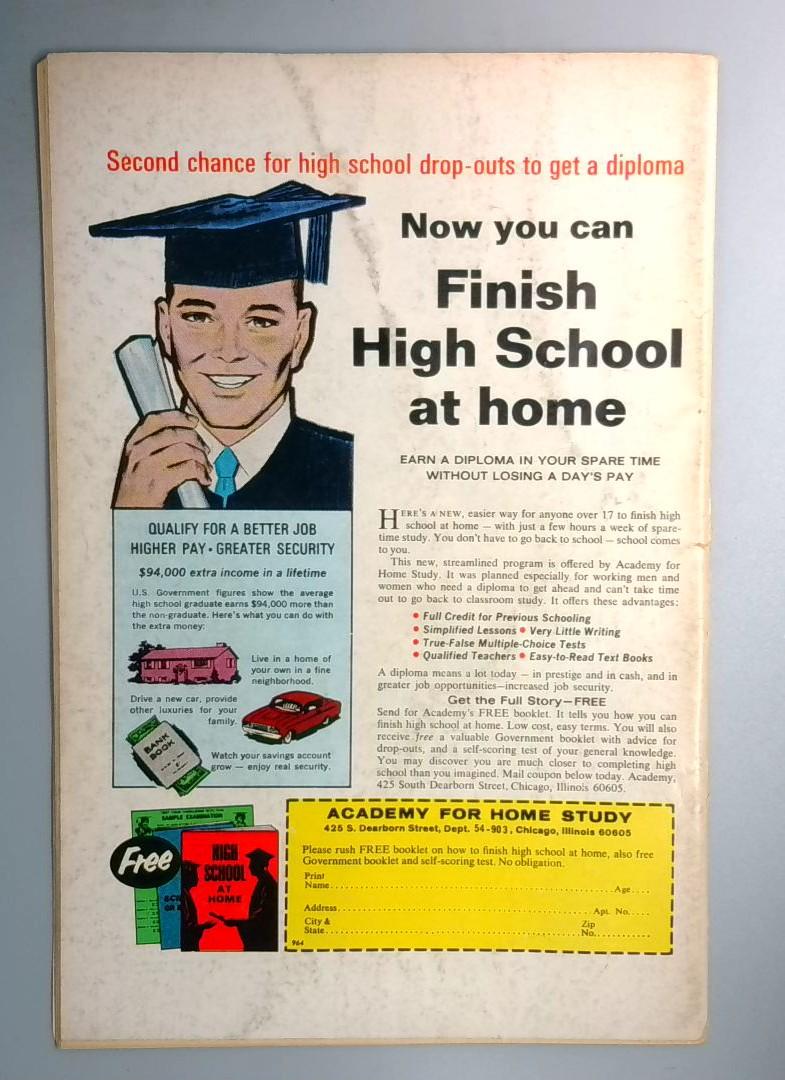 Second chance for high school drop-outs to get a diploma
Now you can
Finish
High School
at home
EARN A DIPLOMA IN YOUR SPARE TIME
WITHOUT LOSING A DAY'S PAY
QUALIFY FOR A BETTER JOB
HIGHER PAY • GREATER SECURITY
$94,000 extra income in a lifetime
U.S. Government figures show the average
high school graduate earns $94,000 more than
the non-graduate. Here's what you can do with
the extra money:
Live in a home of
your own in a fine
neighborhood.
Drive a new car, provide
other luxuries for your
family.
BANK
BOOK
Watch your savings account
grow — enjoy real security.
HERE'S A NEW, easier way for anyone over 17 to finish high
school at home — with just a few hours a week of spare-
time study. You don't have to go back to school — school comes
to you.
This new, streamlined program is offered by Academy for
Home Study. It was planned especially for working men and
women who need a diploma to get ahead and can't take time
out to go back to classroom study. It offers these advantages:
• Full Credit for Previous Schooling
• Simplified Lessons • Very Little Writing
• True-False Multiple-Choice Tests
• Qualified Teachers • Easy-to-Read Text Books
A diploma means a lot today — in prestige and in cash, and in
greater job opportunities—increased job security.
Get the Full Story—FREE
Send for Academy's FREE booklet. It tells you how you can
finish high school at home. Low cost, easy terms. You will also
receive free a valuable Government booklet with advice for
drop-outs, and a self-scoring test of your general knowledge.
You may discover you are much closer to completing high
school than you imagined. Mail coupon below today. Academy,
425 South Dearborn Street, Chicago, Illinois 60605.
SAMPLE EXAMINATION
Free
HIGH
SCHOOL
AT
HOME
ACADEMY FOR HOME STUDY
425 S. Dearborn Street, Dept. 54-903, Chicago, Illinois 60605
Please rush FREE booklet on how to finish high school at home, also free
Government booklet and self-scoring test. No obligation.
Print
Name..........Age....
Address..........Apt. No.....
City & Zip
State..........No..........
964